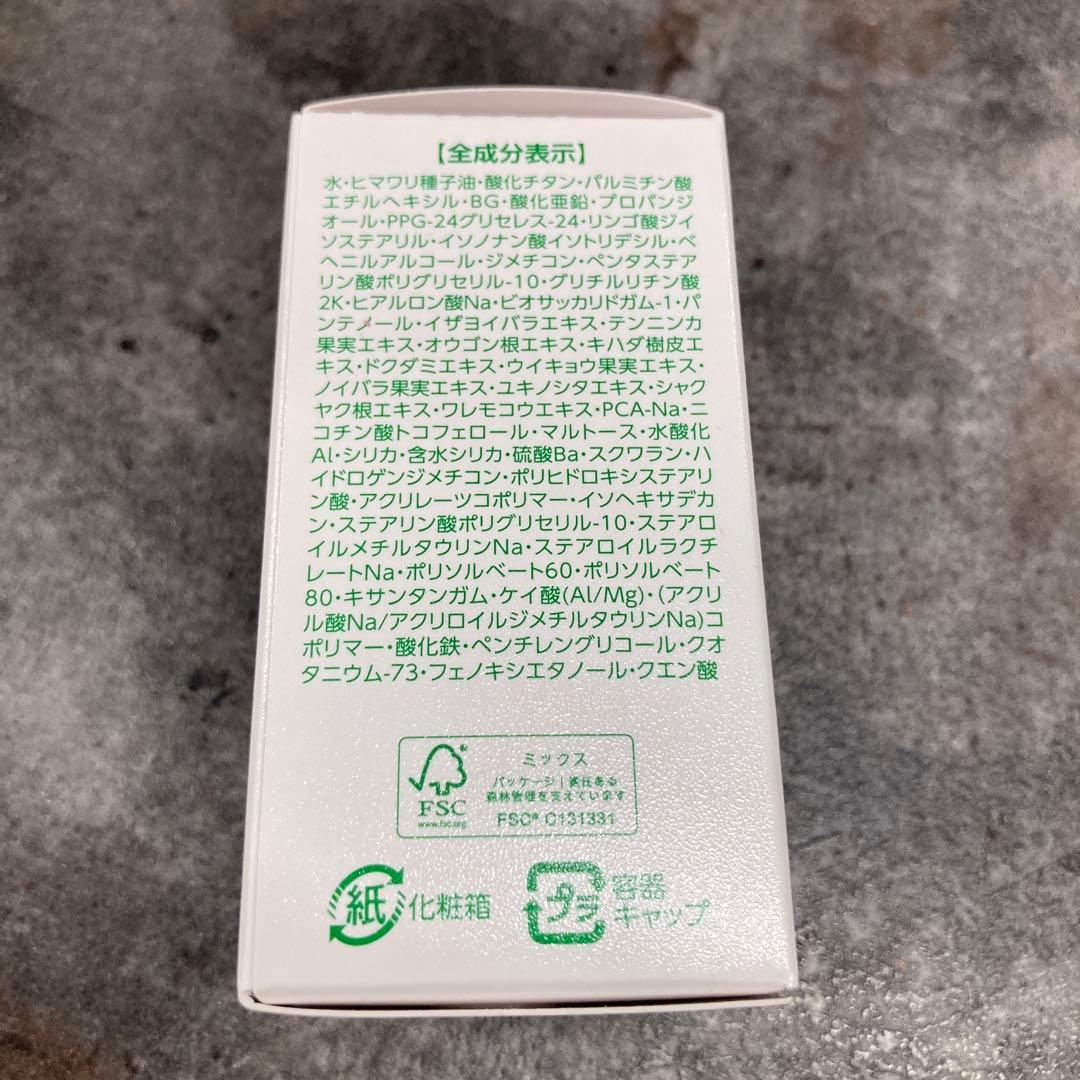 【全成分表示】
水・ヒマワリ種子油・酸化チタン・パルミチン酸
エチルヘキシル・BG・酸化亜鉛・プロパンジ
オール・PPG-24グリセレス-24・リンゴ酸ジイ
ソステアリル・イソノナン酸イソトリデシル・ベ
ヘニルアルコール・ジメチコン・ペンタステア
リン酸ポリグリセリル-10・グリチルリチン酸
2K・ヒアルロン酸Na・ビオサッカリドガム-1・パ
ンテノール・イザヨイバラエキス・テンニンカ
果実エキス・オウゴン根エキス・キハダ樹皮エ
キス・ドクダミエキス・ウイキョウ果実エキス・
ノイバラ果実エキス・ユキノシタエキス・シャク
ヤク根エキス・ワレモコウエキス・PCA-Na・ニ
コチン酸トコフェロール・マルトース・水酸化
Al・シリカ・含水シリカ・硫酸Ba・スクワラン・ハ
イドロゲンジメチコン・ポリヒドロキシステアリ
ン酸・アクリレーツコポリマー・イソヘキサデカ
ン・ステアリン酸ポリグリセリル-10・ステアロ
イルメチルタウリンNa・ステアロイルラクチ
レートNa・ポリソルベート60・ポリソルベート
80・キサンタンガム・ケイ酸(Al/Mg)・(アクリ
ル酸Na/アクリロイルジメチルタウリンNa)コ
ポリマー・酸化鉄・ペンチレングリコール・クオ
タニウム-73・フェノキシエタノール・クエン酸
FSC
www.fsc.org
ミックス
パッケージ|責任ある
森林管理を支えています
FSC® C131331
紙 化粧箱
プラ 容器
キャップ